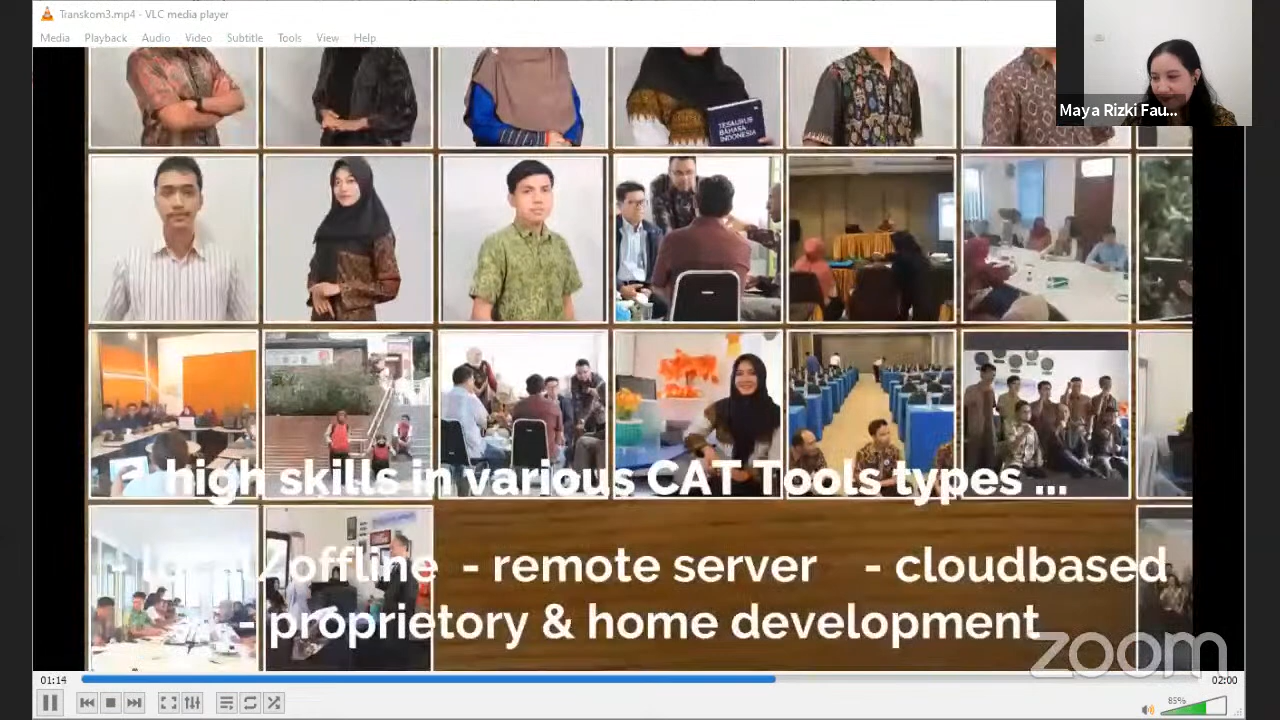 Transkom3.mp4 - VLC media player
Media Playback Audio Video Subtitle Tools View Help
Maya Rizki Fau...
TESAURUS
BAHASA
INDONESIA
high skills in various CAT Tools types ...
- local/offline - remote server - cloudbased
- proprietory & home development
zoom
01:14
02:00
85%